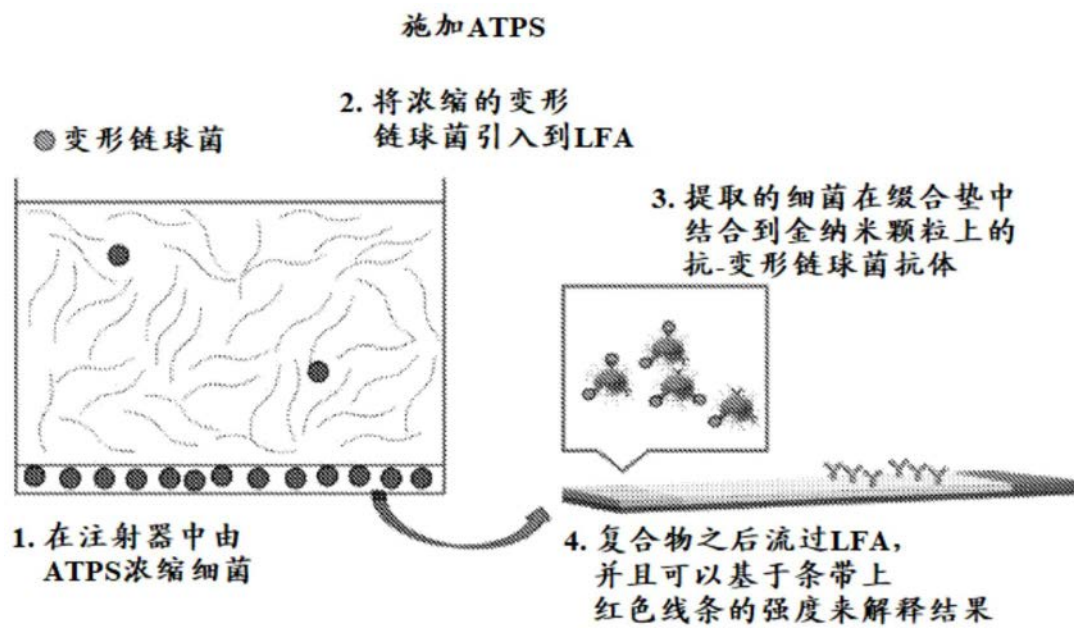 施加ATPS
2. 将浓缩的变形
链球菌引入到LFA
变形链球菌
3. 提取的细菌在缀合垫中
结合到金纳米颗粒上的
抗-变形链球菌抗体
1. 在注射器中由
ATPS浓缩细菌
4. 复合物之后流过LFA，
并且可以基于条带上
红色线条的强度来解释结果